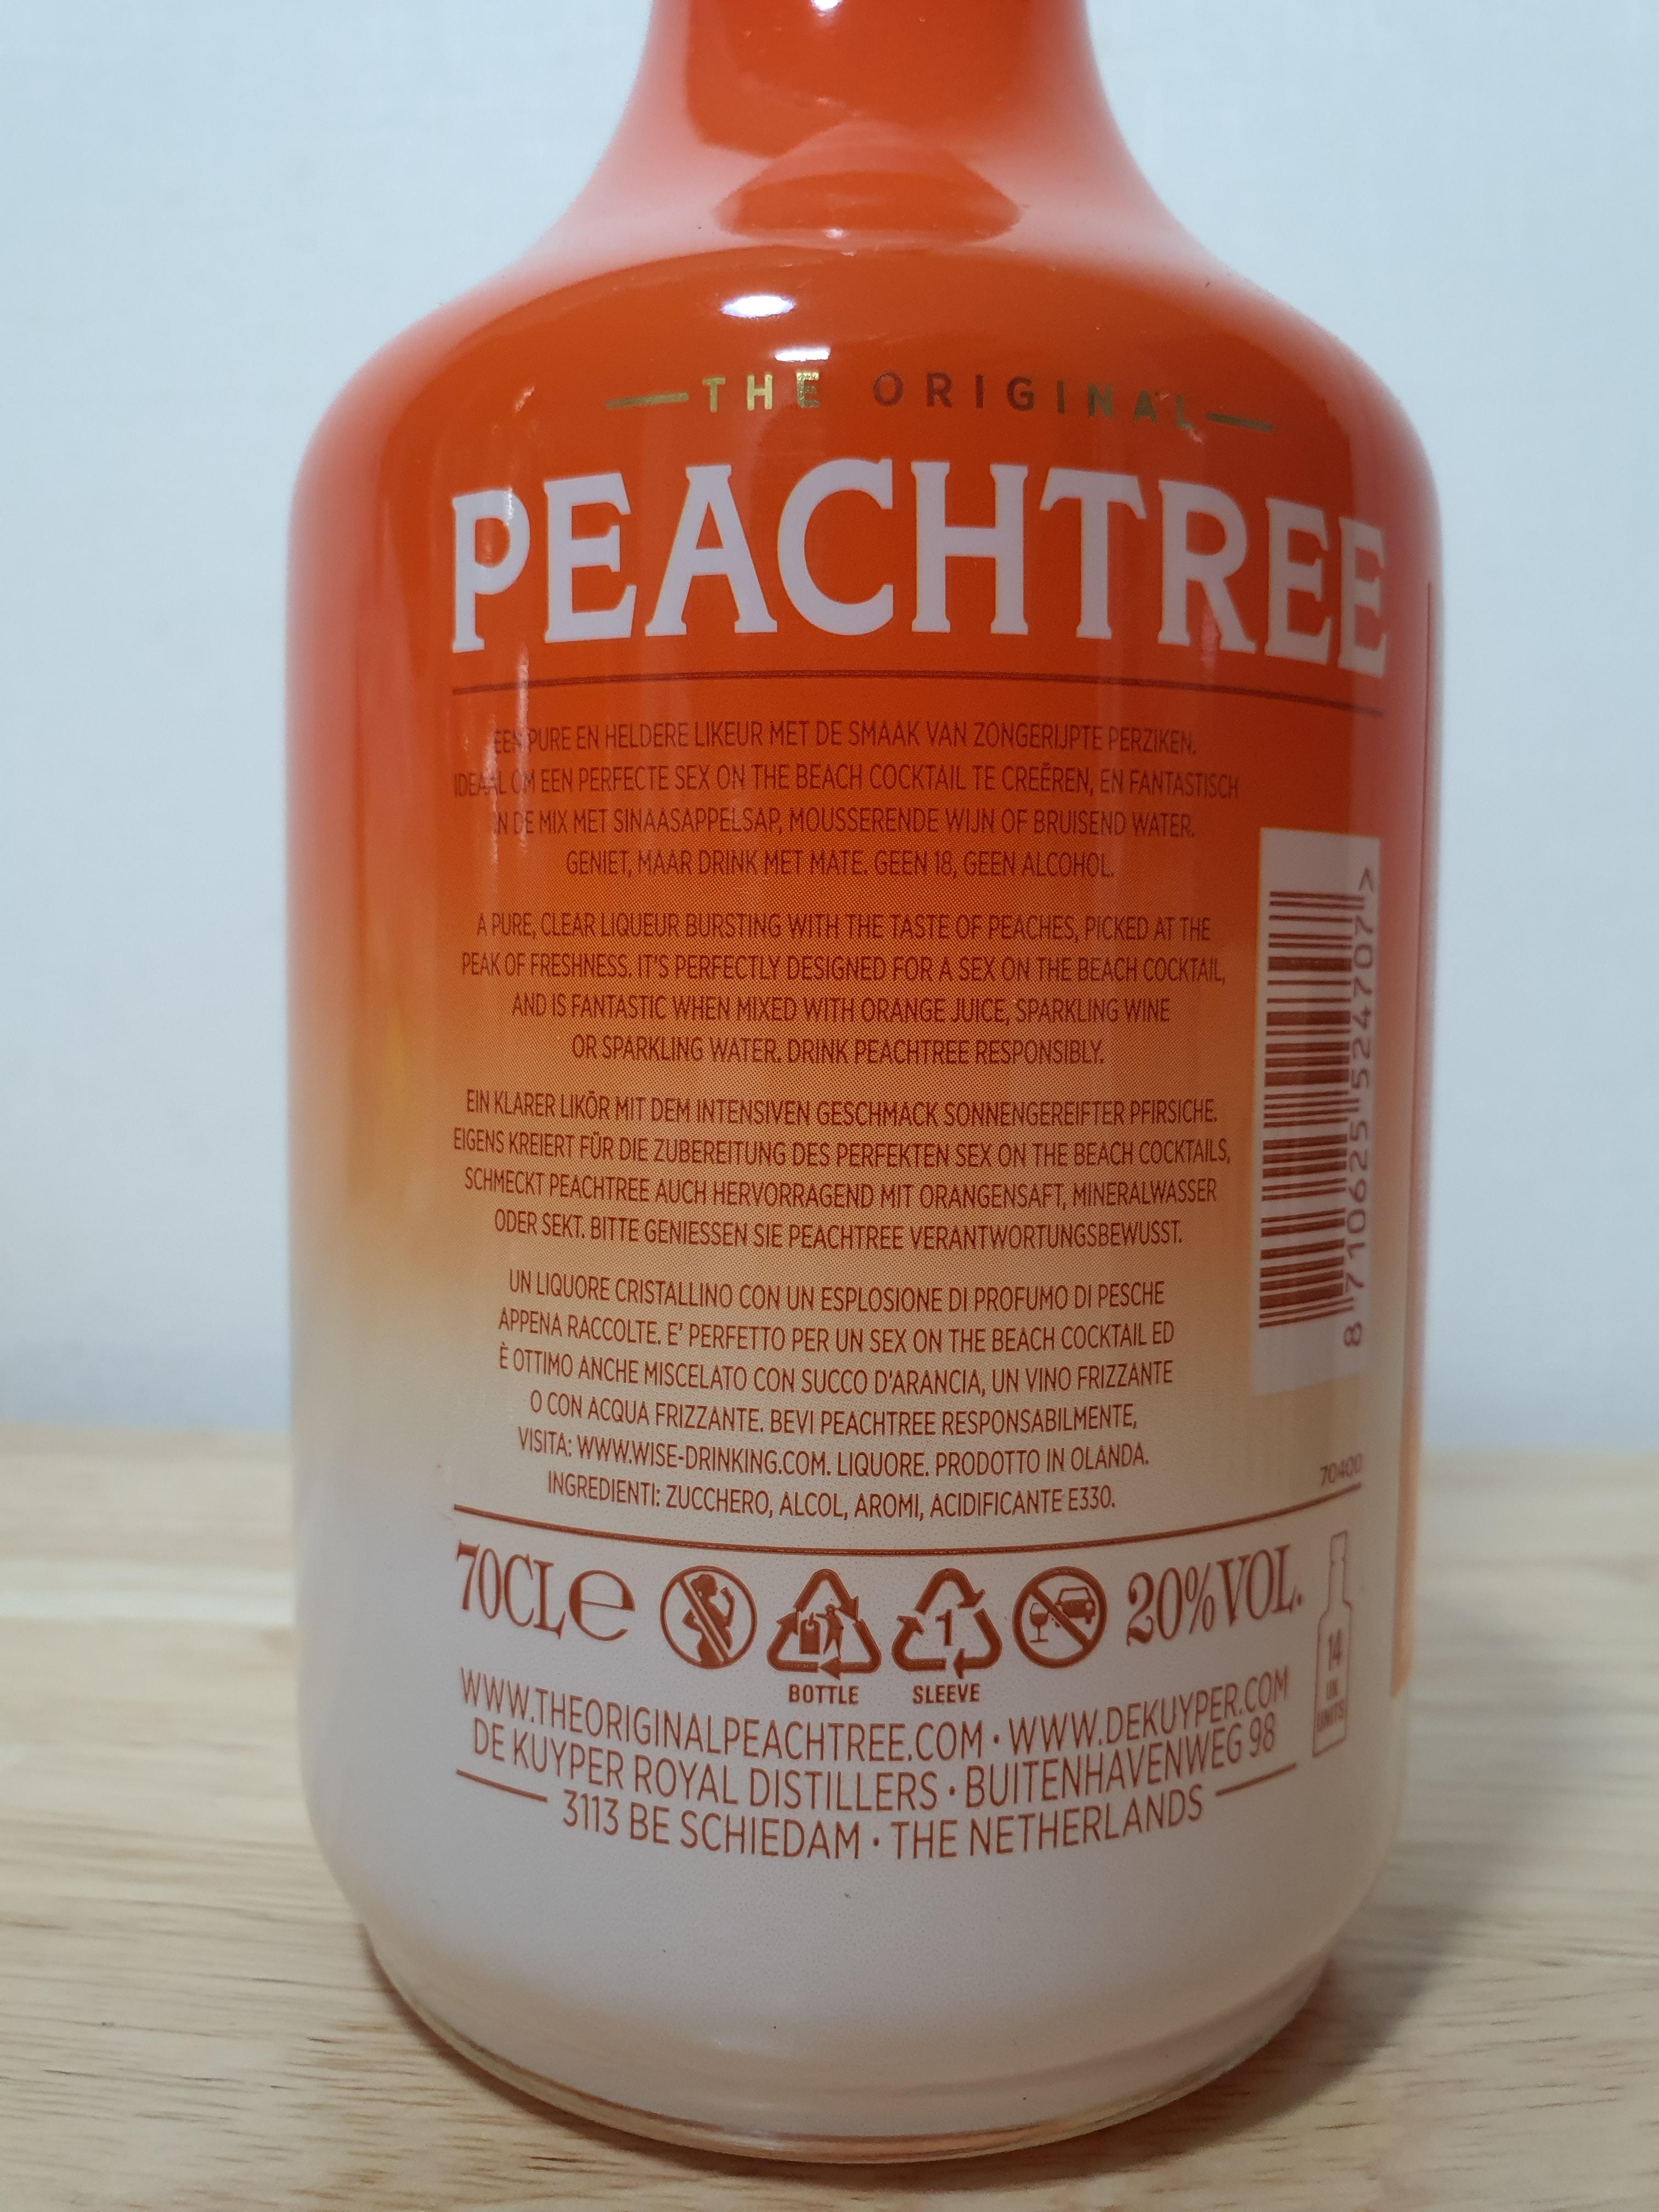 THE ORIGINAL
PEACHTREE
EEN PURE EN HELDERE LIKEUR MET DE SMAAK VAN ZONGERIJPTE PERZIKEN.
IDEAAL OM EEN PERFECTE SEX ON THE BEACH COCKTAIL TE CREËREN, EN FANTASTISCH
IN DE MIX MET SINAASAPPELSAP, MOUSSERENDE WIJN OF BRUISEND WATER.
GENIET, MAAR DRINK MET MATE. GEEN 18, GEEN ALCOHOL.
A PURE, CLEAR LIQUEUR BURSTING WITH THE TASTE OF PEACHES, PICKED AT THE
PEAK OF FRESHNESS. IT'S PERFECTLY DESIGNED FOR A SEX ON THE BEACH COCKTAIL,
AND IS FANTASTIC WHEN MIXED WITH ORANGE JUICE, SPARKLING WINE
OR SPARKLING WATER. DRINK PEACHTREE RESPONSIBLY.
EIN KLARER LIKÖR MIT DEM INTENSIVEN GESCHMACK SONNENGEREIFTER PFIRSICHE.
EIGENS KREIERT FÜR DIE ZUBEREITUNG DES PERFEKTEN SEX ON THE BEACH COCKTAILS,
SCHMECKT PEACHTREE AUCH HERVORRAGEND MIT ORANGENSAFT, MINERALWASSER
ODER SEKT. BITTE GENIESSEN SIE PEACHTREE VERANTWORTUNGSBEWUSST.
UN LIQUORE CRISTALLINO CON UN ESPLOSIONE DI PROFUMO DI PESCHE
APPENA RACCOLTE. E' PERFETTO PER UN SEX ON THE BEACH COCKTAIL ED
È OTTIMO ANCHE MISCELATO CON SUCCO D'ARANCIA, UN VINO FRIZZANTE
O CON ACQUA FRIZZANTE. BEVI PEACHTREE RESPONSABILMENTE,
VISITA: WWW.WISE-DRINKING.COM. LIQUORE. PRODOTTO IN OLANDA.
INGREDIENTI: ZUCCHERO, ALCOL, AROMI, ACIDIFICANTE E330.
8 710625 524707 >
70400
70CL e
1
20% VOL.
BOTTLE
SLEEVE
14
UK
UNITS
WWW.THEORIGINALPEACHTREE.COM · WWW.DEKUYPER.COM
DE KUYPER ROYAL DISTILLERS · BUITENHAVENWEG 98
3113 BE SCHIEDAM · THE NETHERLANDS